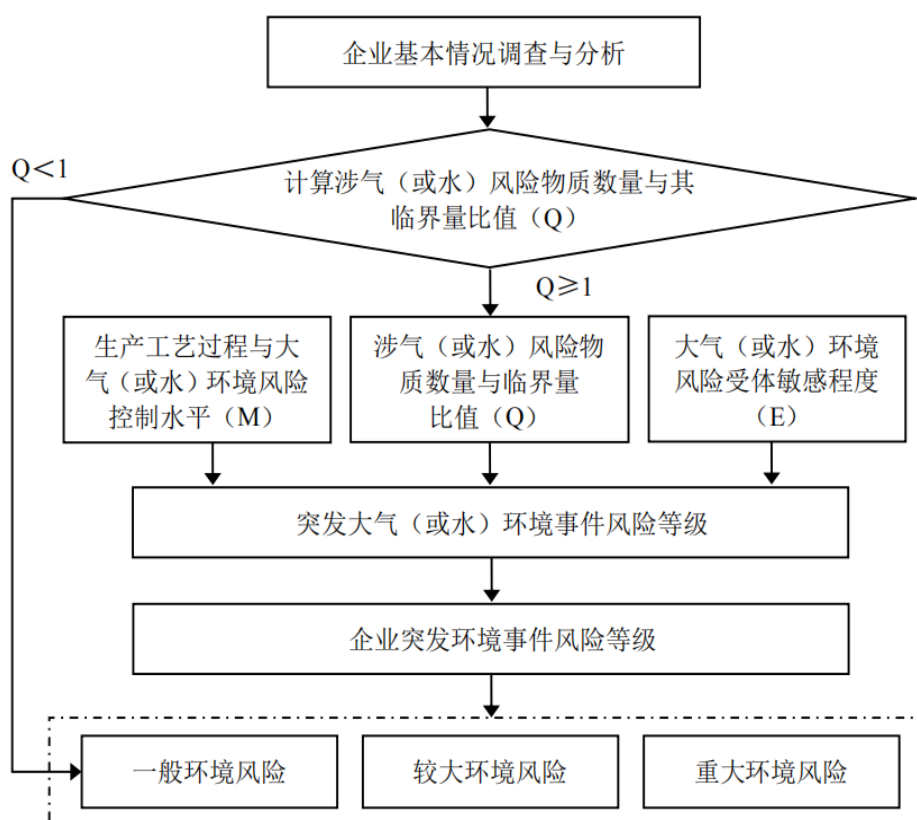 企业基本情况调查与分析
Q＜1
计算涉气（或水）风险物质数量与其
临界量比值（Q）
Q≥1
生产工艺过程与大
气（或水）环境风险
控制水平（M）
涉气（或水）风险物
质数量与临界量
比值（Q）
大气（或水）环境
风险受体敏感程度
（E）
突发大气（或水）环境事件风险等级
企业突发环境事件风险等级
一般环境风险
较大环境风险
重大环境风险